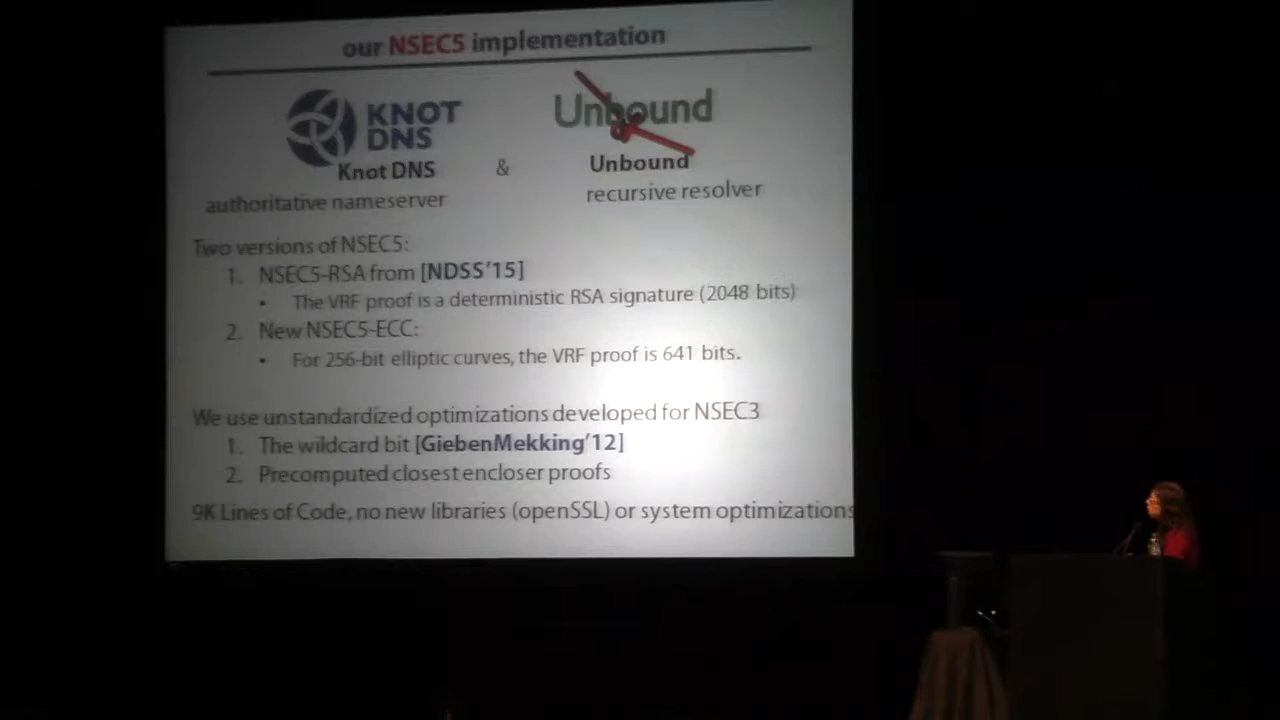 our NSEC5 implementation
KNOT
DNS
Unbound
Knot DNS & Unbound
authoritative nameserver recursive resolver
Two versions of NSEC5:
1. NSEC5-RSA from [NDSS'15]
• The VRF proof is a deterministic RSA signature (2048 bits)
2. New NSEC5-ECC:
• For 256-bit elliptic curves, the VRF proof is 641 bits.
We use unstandardized optimizations developed for NSEC3
1. The wildcard bit [GiebenMekking'12]
2. Precomputed closest encloser proofs
9K Lines of Code, no new libraries (openSSL) or system optimizations